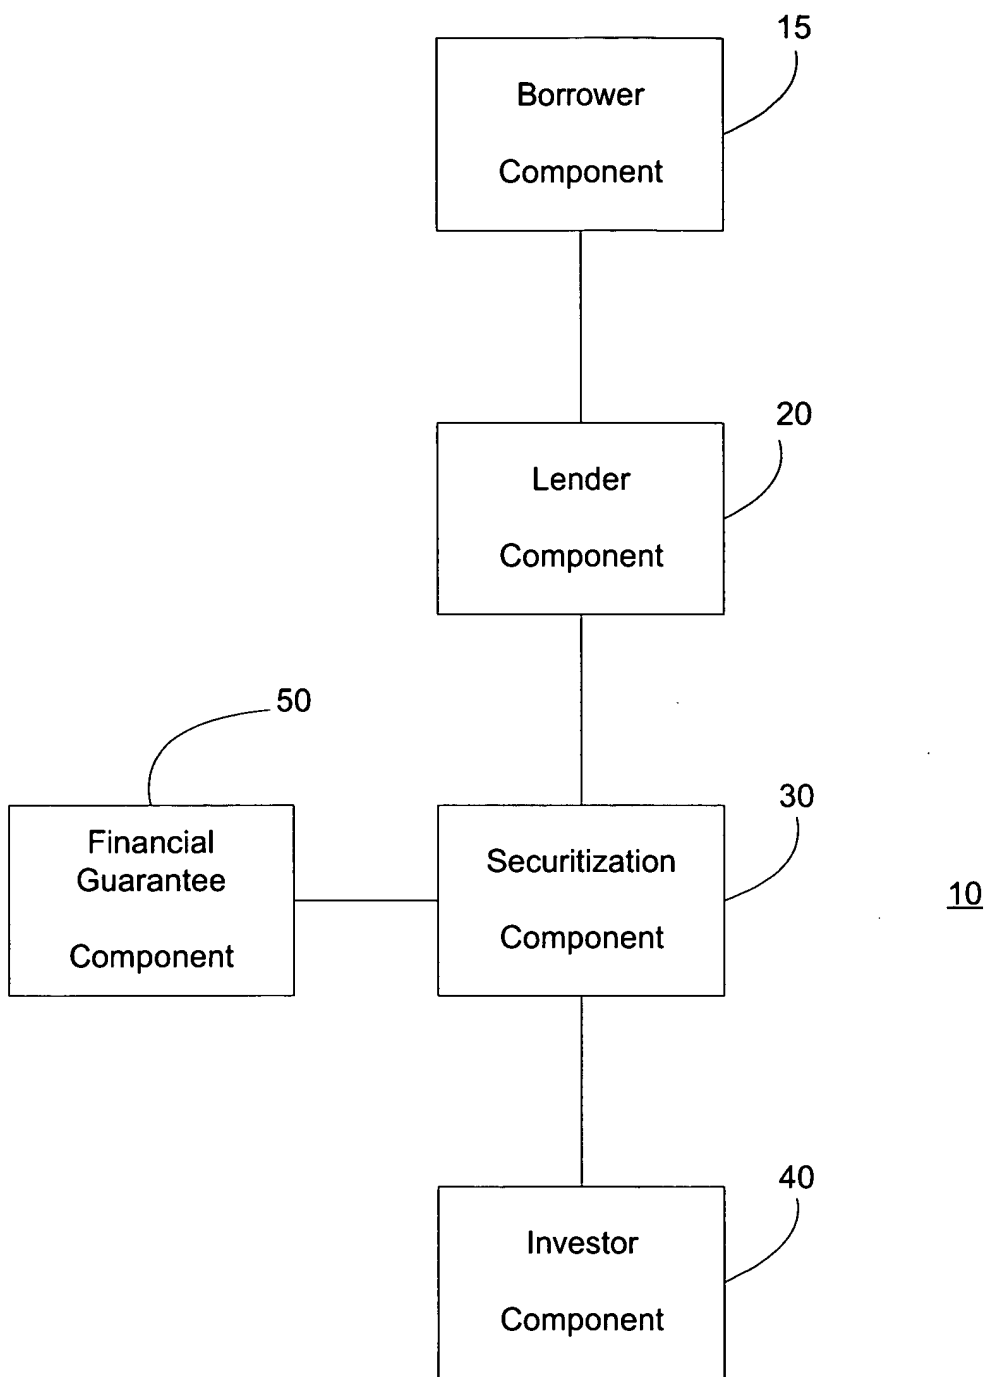 15
Borrower
Component
20
Lender
Component
50
30
Financial
Guarantee
Component
Securitization
Component
10
40
Investor
Component